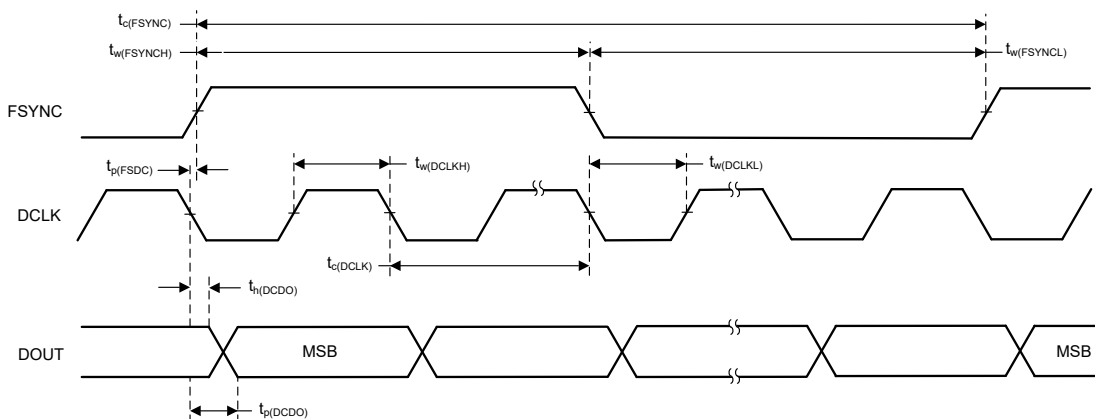 tc(FSYNC)
tw(FSYNCH)
tw(FSYNCL)
FSYNC
tp(FSDC)
tw(DCLKH)
tw(DCLKL)
DCLK
tc(DCLK)
th(DCDO)
DOUT
MSB
MSB
tp(DCDO)